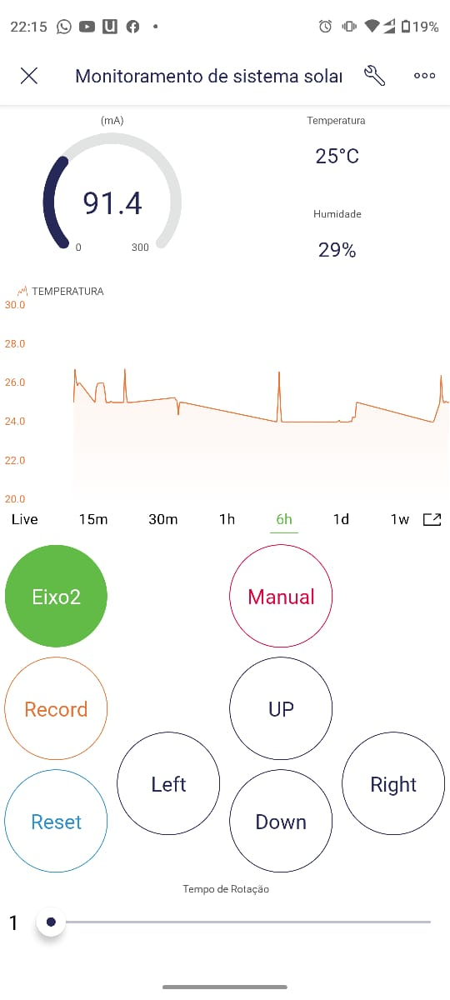 22:15 19%
Monitoramento de sistema solar
(mA)
91.4
0 300
Temperatura
25°C
Humidade
29%
TEMPERATURA
30.0
28.0
26.0
24.0
22.0
20.0
Live 15m 30m 1h 6h 1d 1w
Eixo2
Manual
Record
UP
Left
Right
Reset
Down
Tempo de Rotação
1